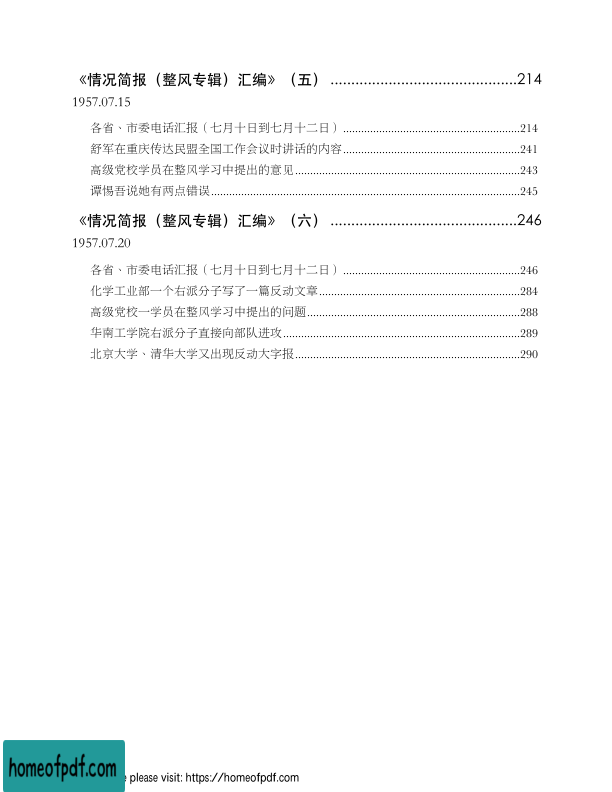 《情况简报（整风专辑）汇编》（五） ............................................. 214
1957.07.15
各省、市委电话汇报（七月十日到七月十二日） ............................................................ 214
舒军在重庆传达民盟全国工作会议时讲话的内容 ............................................................ 241
高级党校学员在整风学习中提出的意见 ............................................................ 243
谭惕吾说她有两点错误 ............................................................ 245
《情况简报（整风专辑）汇编》（六） ............................................. 246
1957.07.20
各省、市委电话汇报（七月十日到七月十二日） ............................................................ 246
化学工业部一个右派分子写了一篇反动文章 ............................................................ 284
高级党校一学员在整风学习中提出的问题 ............................................................ 288
华南工学院右派分子直接向部队进攻 ............................................................ 289
北京大学、清华大学又出现反动大字报 ............................................................ 290
homeofpdf.com
e please visit: https://homeofpdf.com